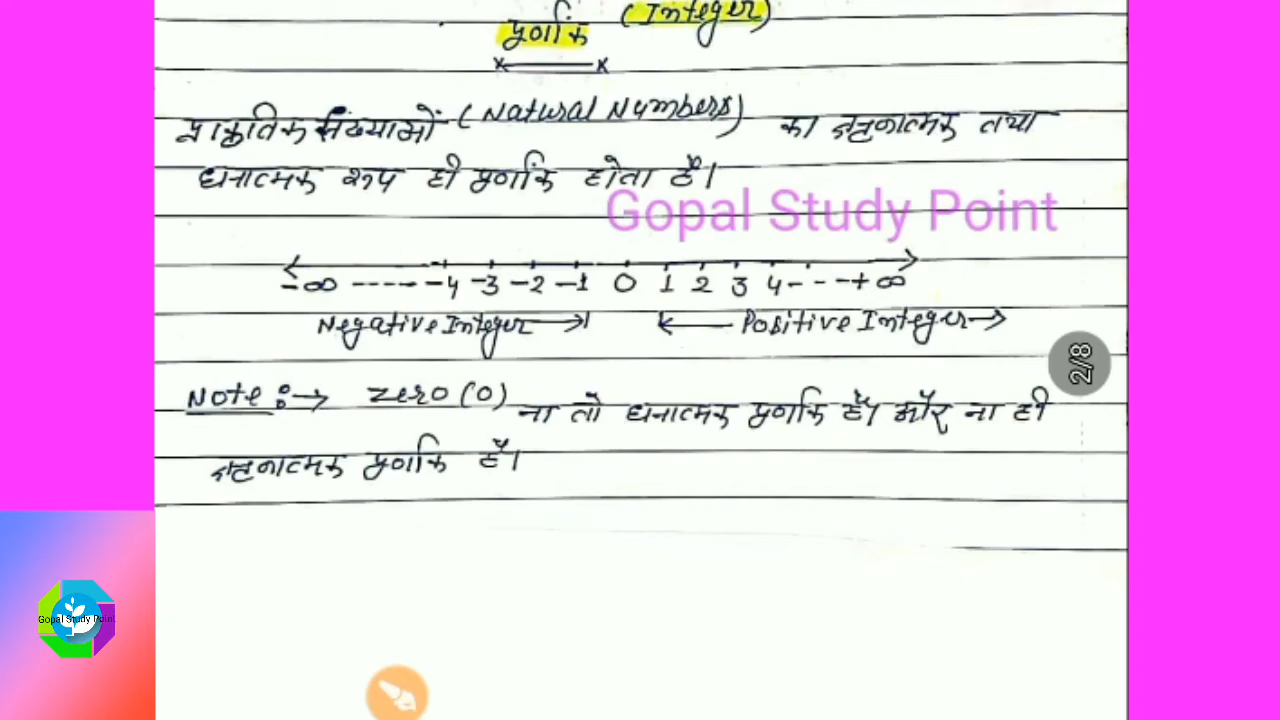 पूर्णांक (Integer)
प्राकृतिक संख्याओं (Natural Numbers) का ऋणात्मक तथा
धनात्मक रूप ही पूर्णांक होता है।
Gopal Study Point
-∞ ----- -4 -3 -2 -1 0 1 2 3 4 - - - + ∞
Negative Integer → ← Positive Integer →
2/8
Note :→ Zero (0) ना तो धनात्मक पूर्णांक है। और ना ही
ऋणात्मक पूर्णांक है।
Gopal Study Point